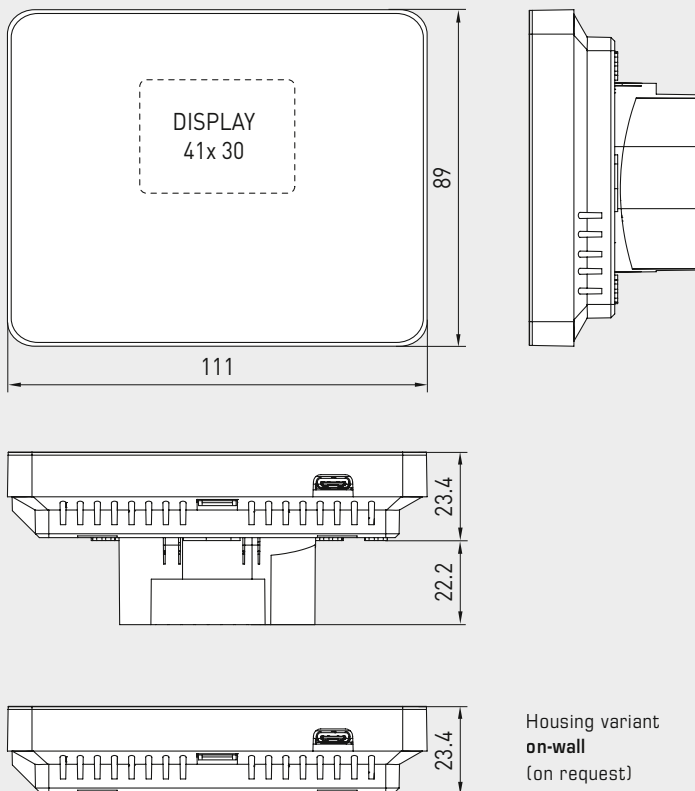 DISPLAY
41x 30
89
111
23.4
22.2
23.4
Housing variant
on-wall
(on request)